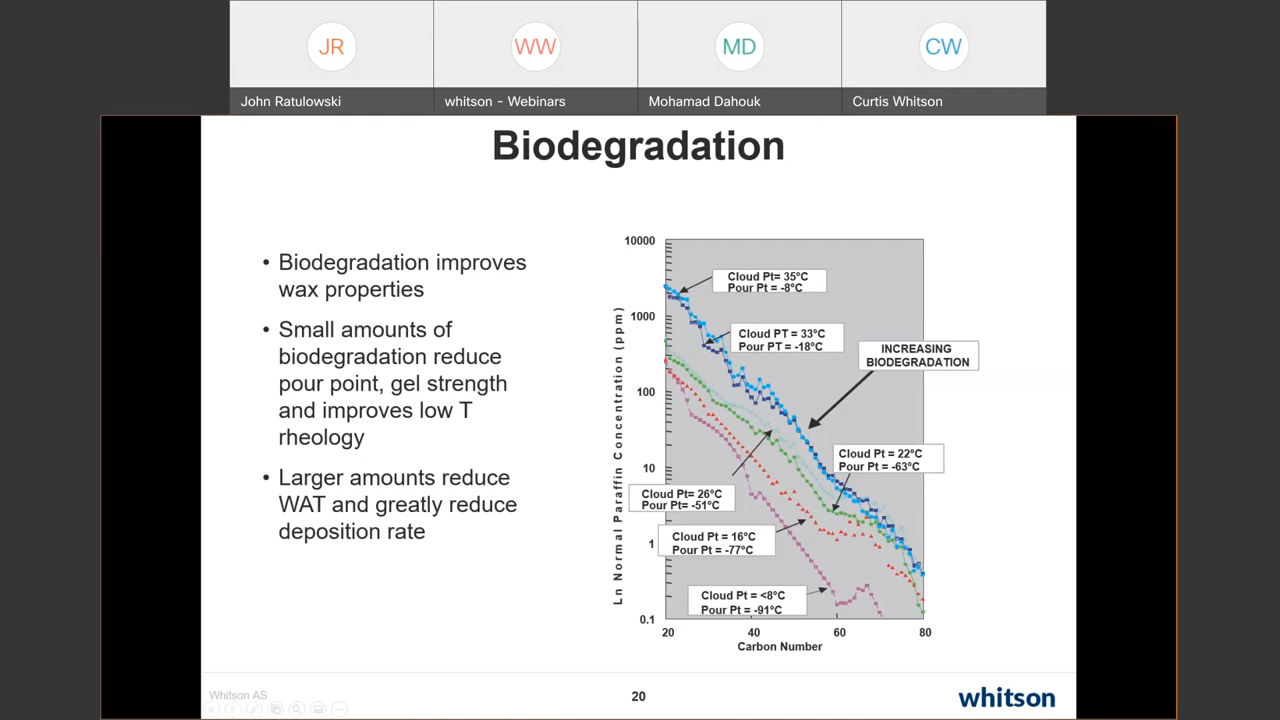 JR
WW
MD
CW
John Ratulowski
whitson - Webinars
Mohamad Dahouk
Curtis Whitson
Biodegradation
• Biodegradation improves
wax properties
• Small amounts of
biodegradation reduce
pour point, gel strength
and improves low T
rheology
• Larger amounts reduce
WAT and greatly reduce
deposition rate
Ln Normal Paraffin Concentration (ppm)
10000
1000
100
10
1
0.1
Cloud Pt= 35°C
Pour Pt = -8°C
Cloud PT = 33°C
Pour PT = -18°C
INCREASING
BIODEGRADATION
Cloud Pt = 22°C
Pour Pt = -63°C
Cloud Pt= 26°C
Pour Pt= -51°C
Cloud Pt = 16°C
Pour Pt = -77°C
Cloud Pt = <8°C
Pour Pt = -91°C
20
40
60
80
Carbon Number
Whitson AS
20
whitson